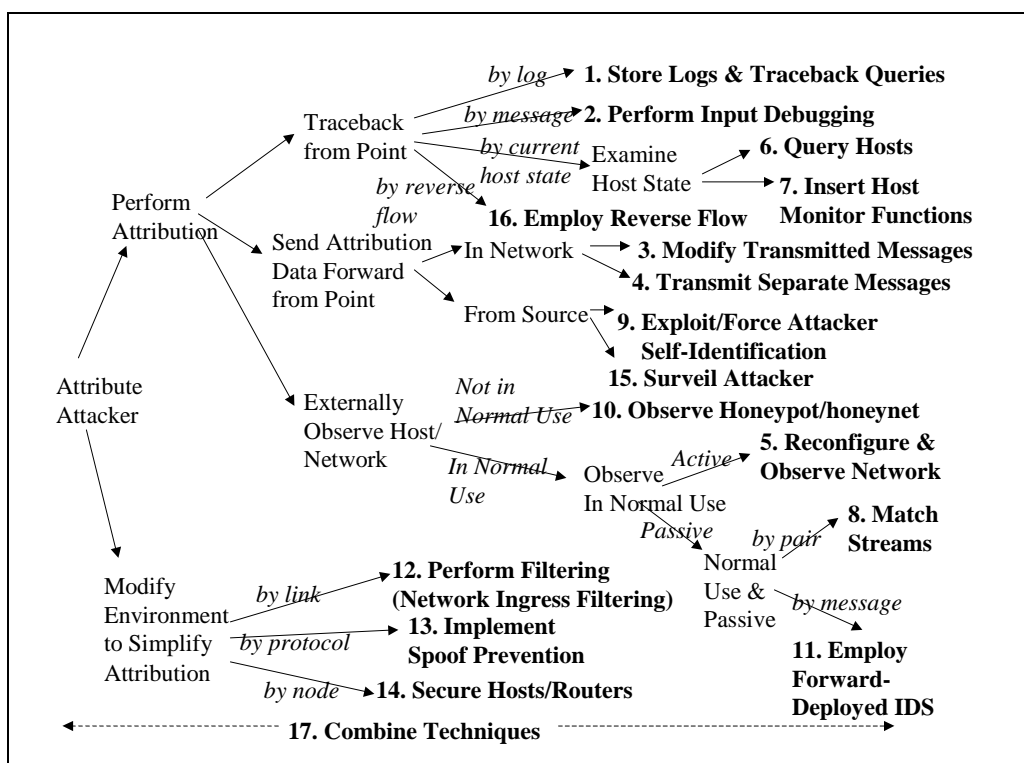 by log
1. Store Logs & Traceback Queries
by message
2. Perform Input Debugging
Traceback
from Point
by current
host state
Examine
Host State
6. Query Hosts
7. Insert Host
Monitor Functions
by reverse
flow
16. Employ Reverse Flow
Perform
Attribution
Send Attribution
Data Forward
from Point
In Network
3. Modify Transmitted Messages
4. Transmit Separate Messages
From Source
9. Exploit/Force Attacker
Self-Identification
15. Surveil Attacker
Attribute
Attacker
Externally
Observe Host/
Network
Not in
Normal Use
10. Observe Honeypot/honeynet
In Normal
Use
Observe
In Normal Use
Active
5. Reconfigure &
Observe Network
Passive
Normal
Use &
Passive
by pair
8. Match
Streams
by message
11. Employ
Forward-
Deployed IDS
Modify
Environment
to Simplify
Attribution
by link
12. Perform Filtering
(Network Ingress Filtering)
by protocol
13. Implement
Spoof Prevention
by node
14. Secure Hosts/Routers
17. Combine Techniques